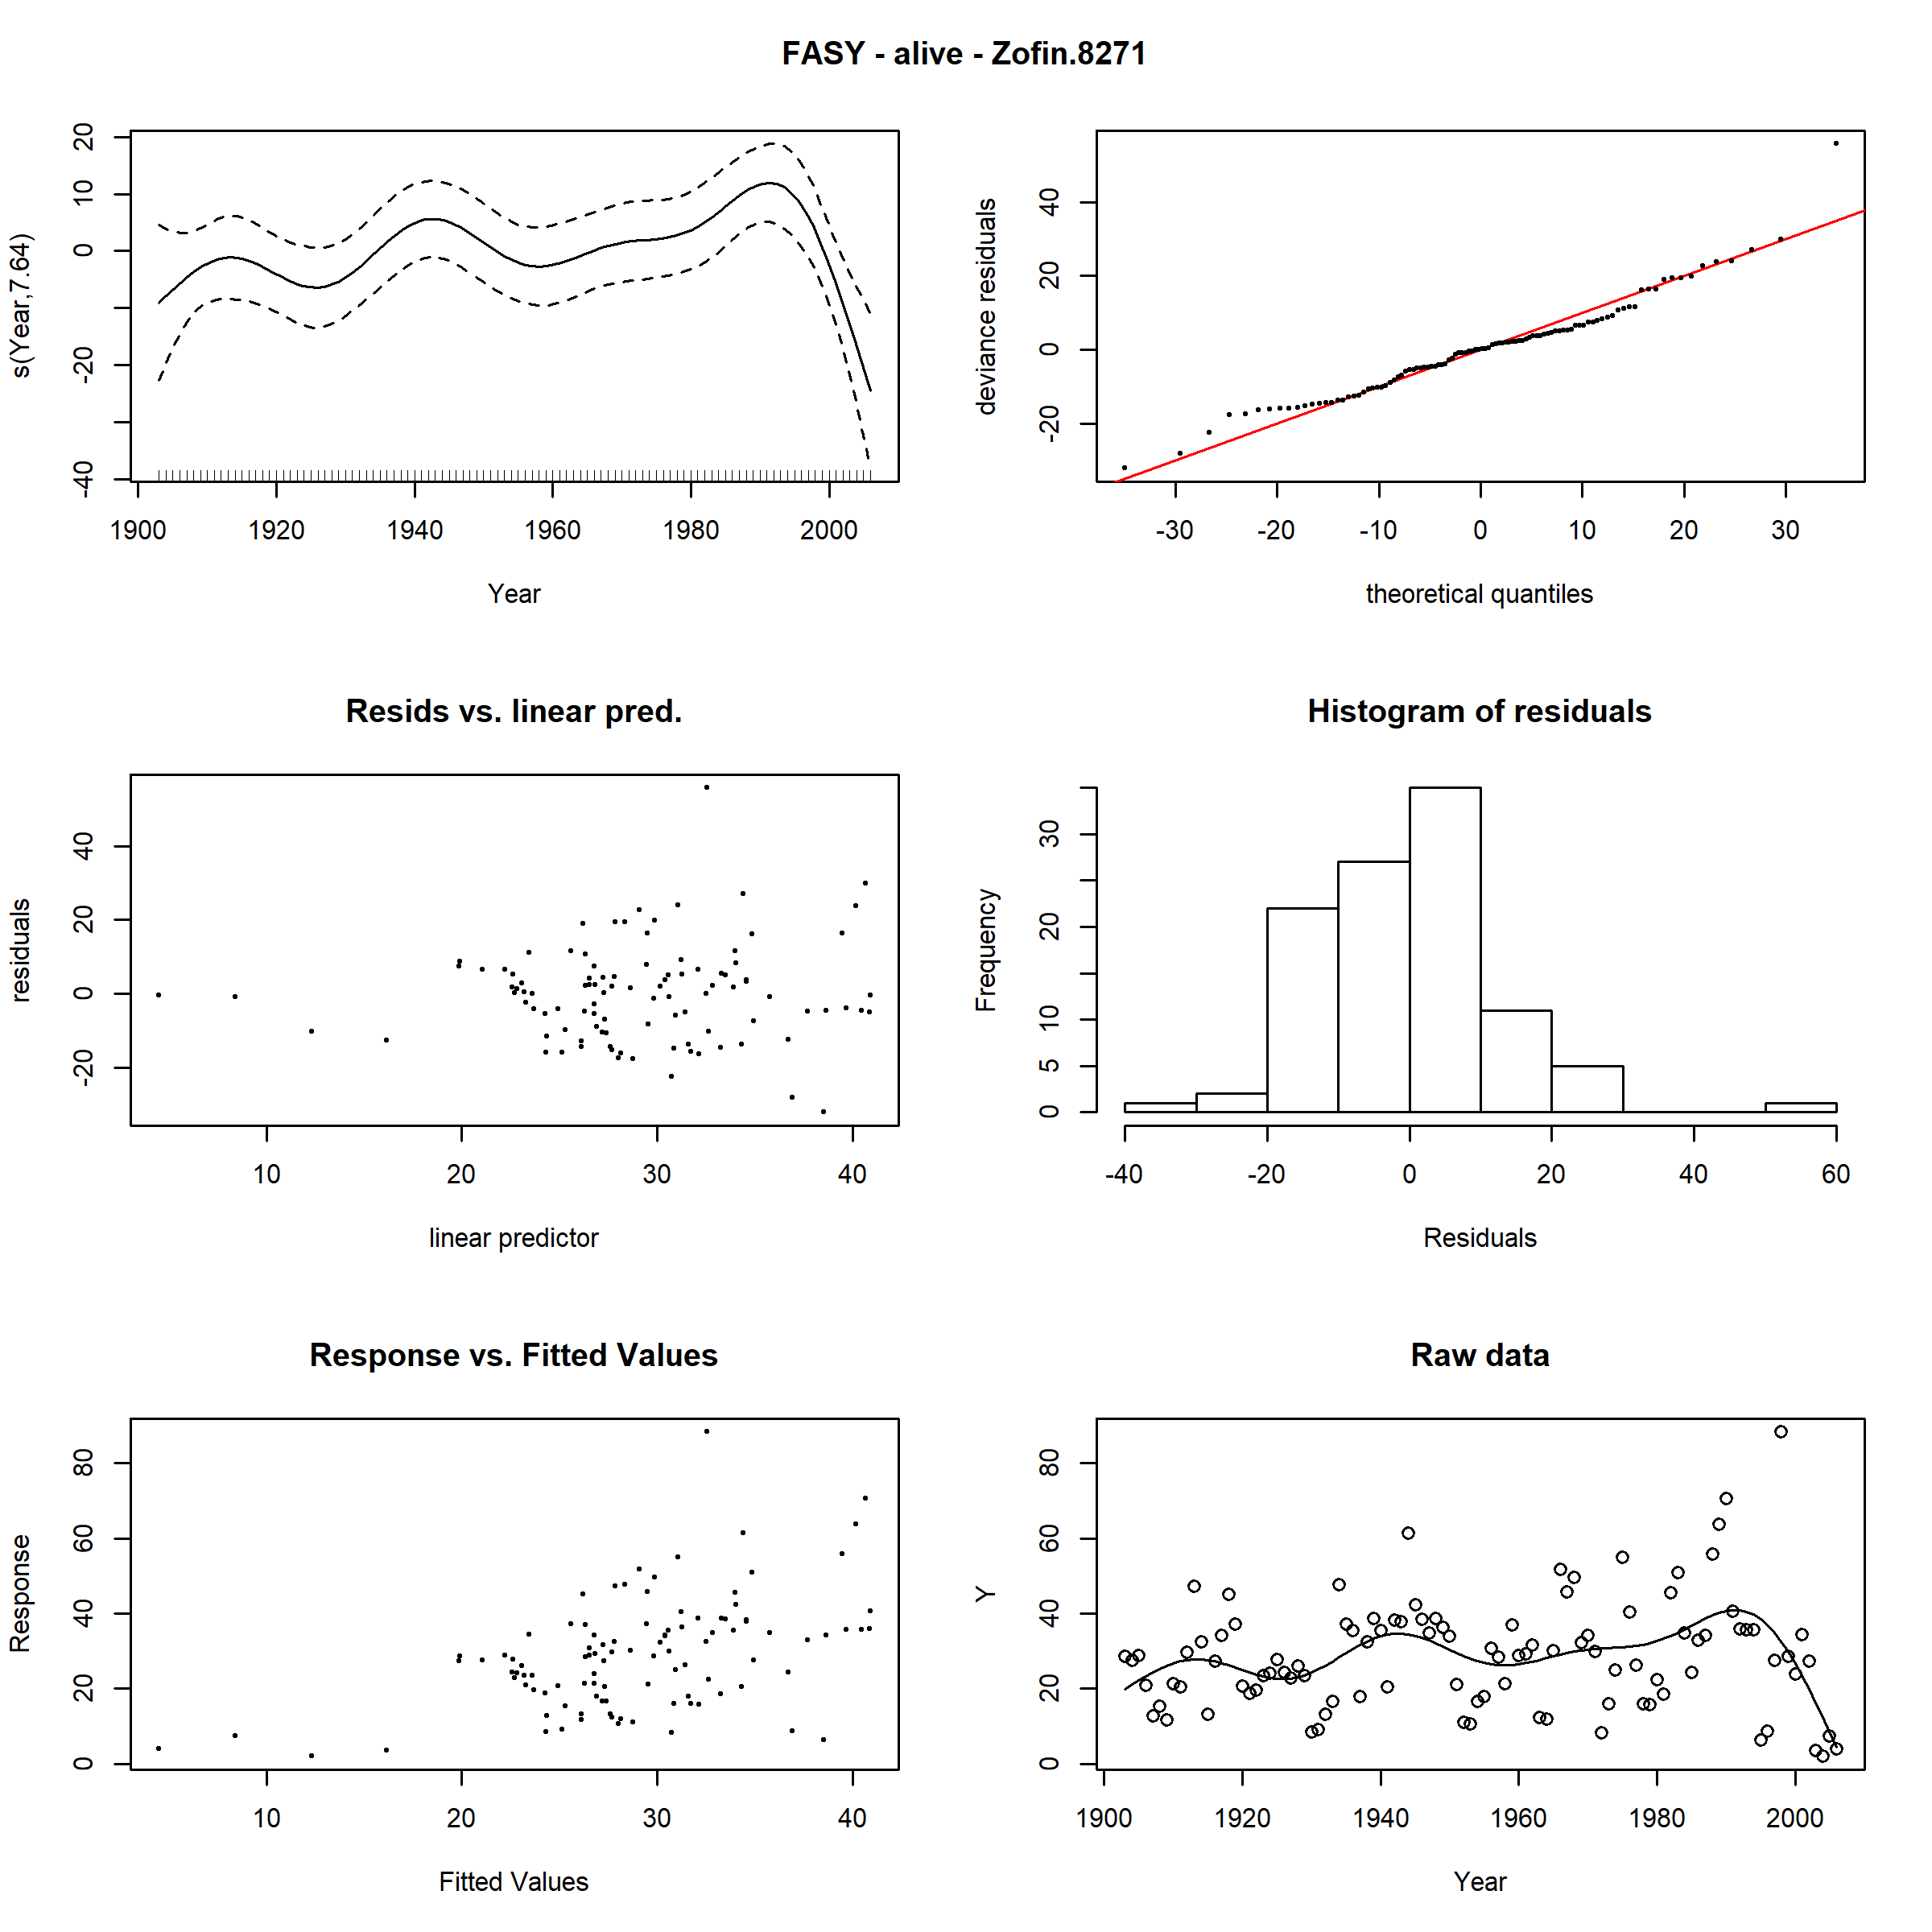 FASY - alive - Zofin.8271
s(Year,7.64)
20
10
0
-20
-40
1900 1920 1940 1960 1980 2000
Year
deviance residuals
40
20
0
-20
-30 -20 -10 0 10 20 30
theoretical quantiles
Resids vs. linear pred.
residuals
40
20
0
-20
10 20 30 40
linear predictor
Histogram of residuals
Frequency
30
20
10
5
0
-40 -20 0 20 40 60
Residuals
Response vs. Fitted Values
Response
80
60
40
20
0
10 20 30 40
Fitted Values
Raw data
Y
80
60
40
20
0
1900 1920 1940 1960 1980 2000
Year